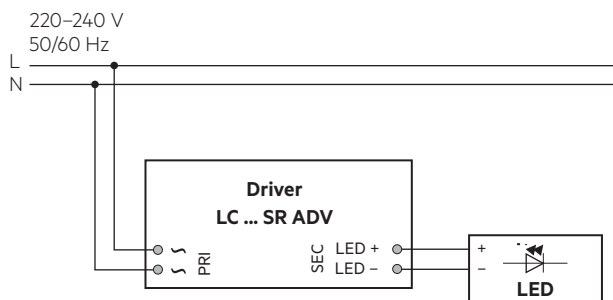 220–240 V
50/60 Hz
L
N
Driver
LC ... SR ADV
~
~
PRI
SEC
LED +
LED –
+
–
LED